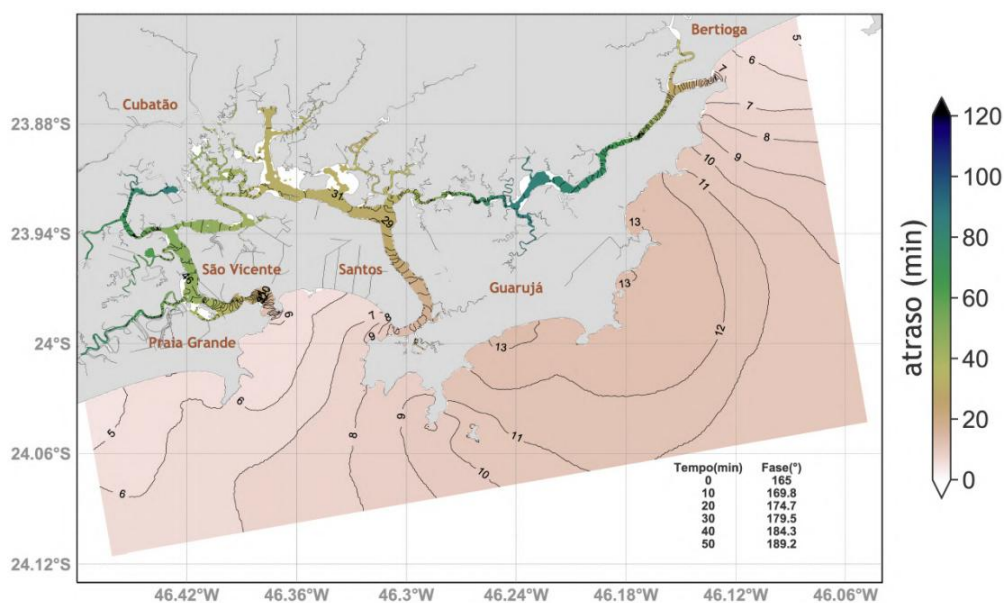 Bertioga
5
6
7
7
8
9
10
11
Cubatão
23.88°S
31
29
23.94°S
13
São Vicente
Santos
Guarujá
13
45
6
7
8
9
12
13
Praia Grande
24°S
5
6
6
8
9
10
11
24.06°S
Tempo(min) Fase(°)
0 165
10 169.8
20 174.7
30 179.5
40 184.3
50 189.2
24.12°S
46.42°W 46.36°W 46.3°W 46.24°W 46.18°W 46.12°W 46.06°W
120
100
80
60
40
20
0
atraso (min)